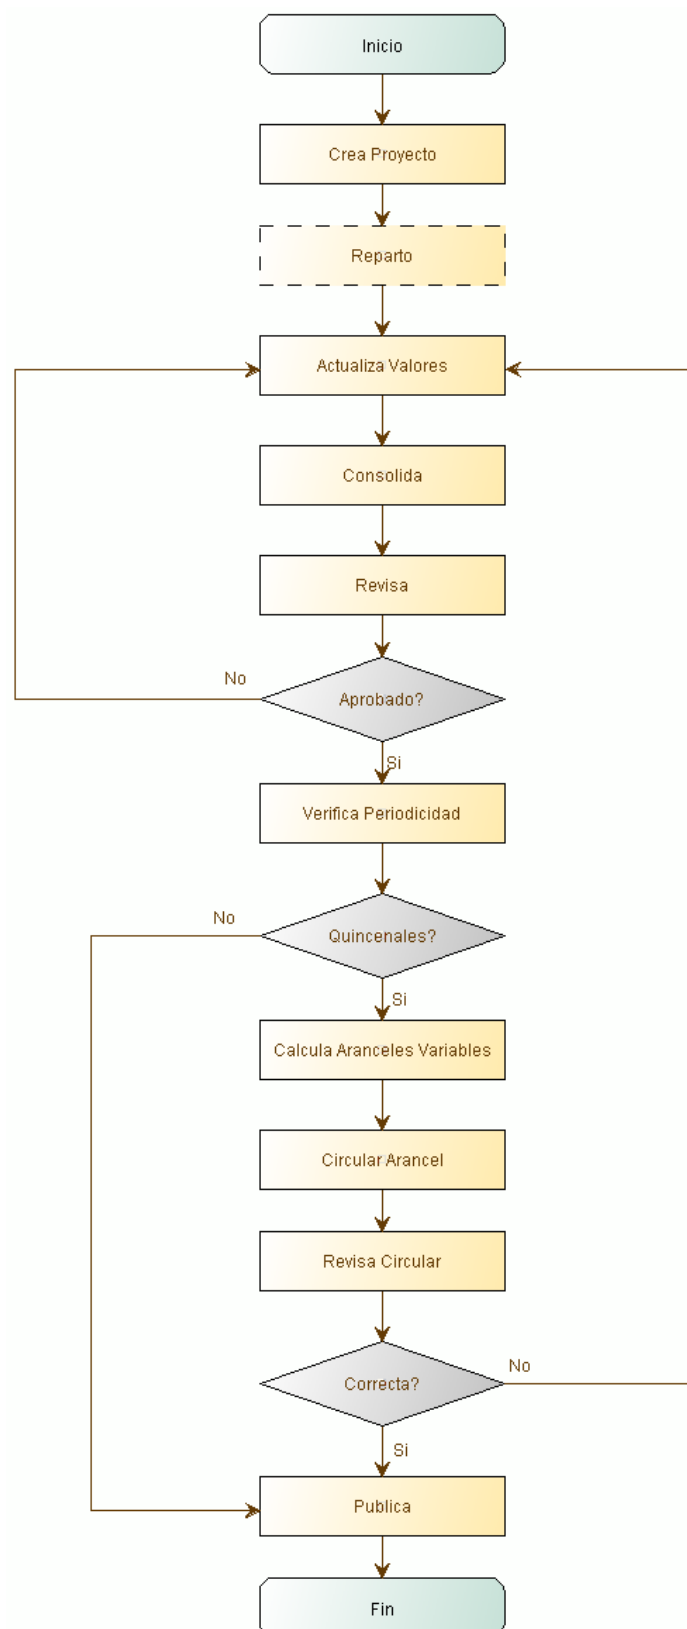 Inicio
Crea Proyecto
Reparto
Actualiza Valores
Consolida
Revisa
No
Aprobado?
Si
Verifica Periodicidad
No
Quincenales?
Si
Calcula Aranceles Variables
Circular Arancel
Revisa Circular
No
Correcta?
Si
Publica
Fin